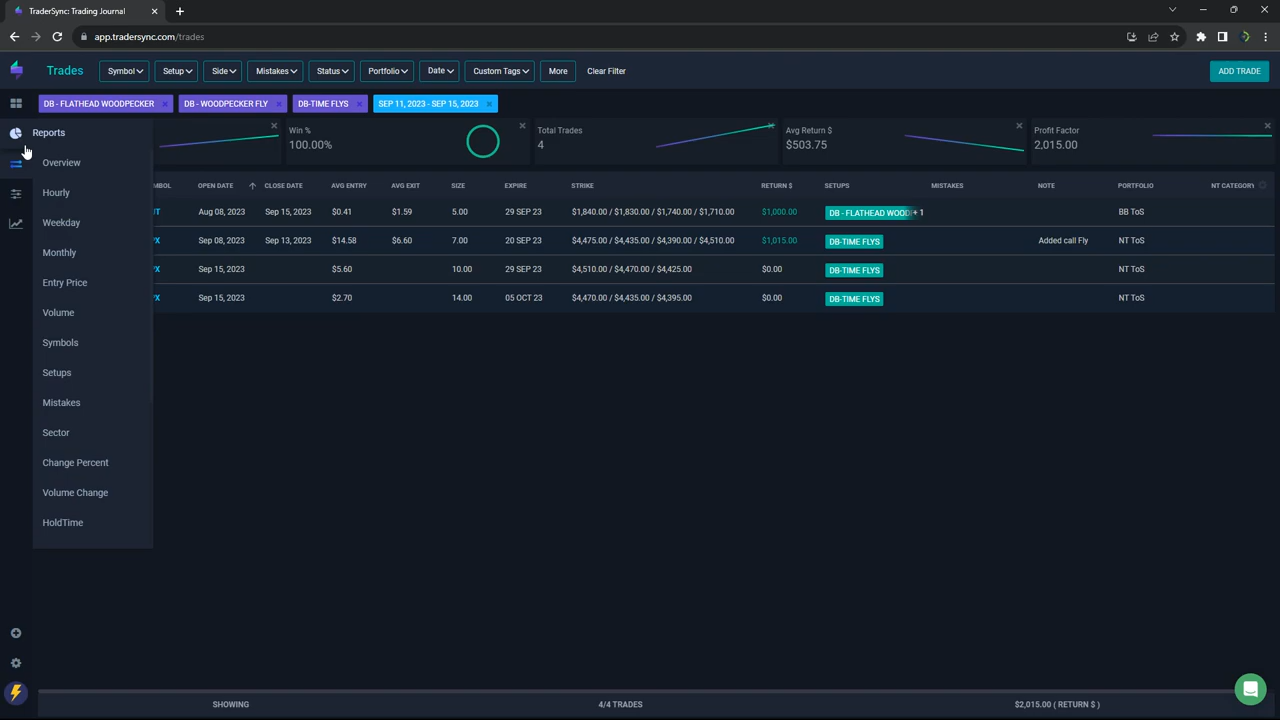 TraderSync: Trading Journal
app.tradersync.com/trades
Trades Symbol Setup Side Mistakes Status Portfolio Date Custom Tags More Clear Filter ADD TRADE
DB - FLATHEAD WOODPECKER × DB - WOODPECKER FLY × DB-TIME FLYS × SEP 11, 2023 - SEP 15, 2023 ×
Reports
Overview
Hourly
Weekday
Monthly
Entry Price
Volume
Symbols
Setups
Mistakes
Sector
Change Percent
Volume Change
HoldTime
Win %
100.00%
Total Trades
4
Avg Return $
$503.75
Profit Factor
2,015.00
MBOL OPEN DATE CLOSE DATE AVG ENTRY AVG EXIT SIZE EXPIRE STRIKE RETURN $ SETUPS MISTAKES NOTE PORTFOLIO NT CATEGORY
T Aug 08, 2023 Sep 15, 2023 $0.41 $1.59 5.00 29 SEP 23 $1,840.00 / $1,830.00 / $1,740.00 / $1,710.00 $1,000.00 DB - FLATHEAD WOOD + 1 BB ToS
X Sep 08, 2023 Sep 13, 2023 $14.58 $6.60 7.00 20 SEP 23 $4,475.00 / $4,435.00 / $4,390.00 / $4,510.00 $1,015.00 DB-TIME FLYS Added call Fly NT ToS
X Sep 15, 2023 $5.60 10.00 29 SEP 23 $4,510.00 / $4,470.00 / $4,425.00 $0.00 DB-TIME FLYS NT ToS
X Sep 15, 2023 $2.70 14.00 05 OCT 23 $4,470.00 / $4,435.00 / $4,395.00 $0.00 DB-TIME FLYS NT ToS
SHOWING 4/4 TRADES $2,015.00 ( RETURN $ )